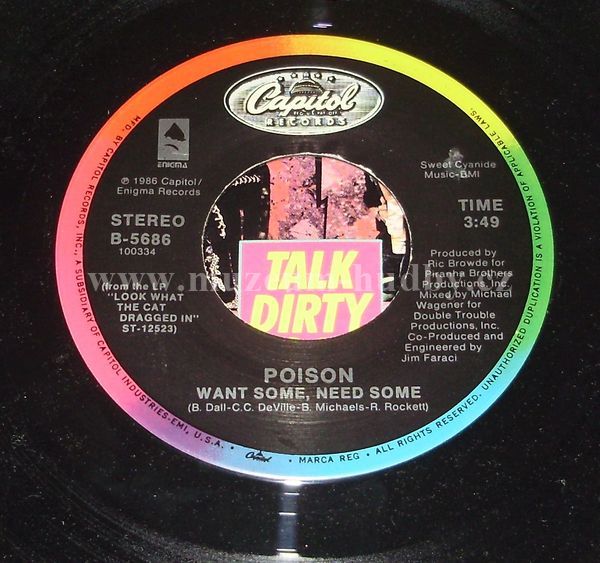 Capitol
RECORDS
ENIGMA
℗ 1986 Capitol/
Enigma Records
STEREO
B-5686
100334
(from the EP
"LOOK WHAT
THE CAT
DRAGGED IN"
ST-12523)
Sweet Cyanide
Music-BMI
TIME
3:49
Produced by
Ric Browde for
Piranha Brothers
Productions Inc.
Mixed by Michael
Wagener for
Double Trouble
Productions, Inc.
Co-Produced and
Engineered by
Jim Faraci
TALK
DIRTY
POISON
WANT SOME, NEED SOME
(B. Dall-C.C. DeVille-B. Michaels-R. Rockett)
MFD. BY CAPITOL RECORDS, INC., A SUBSIDIARY OF CAPITOL INDUSTRIES-EMI, U.S.A. • Capitol • MARCA REG • ALL RIGHTS RESERVED. UNAUTHORIZED DUPLICATION IS A VIOLATION OF APPLICABLE LAWS.